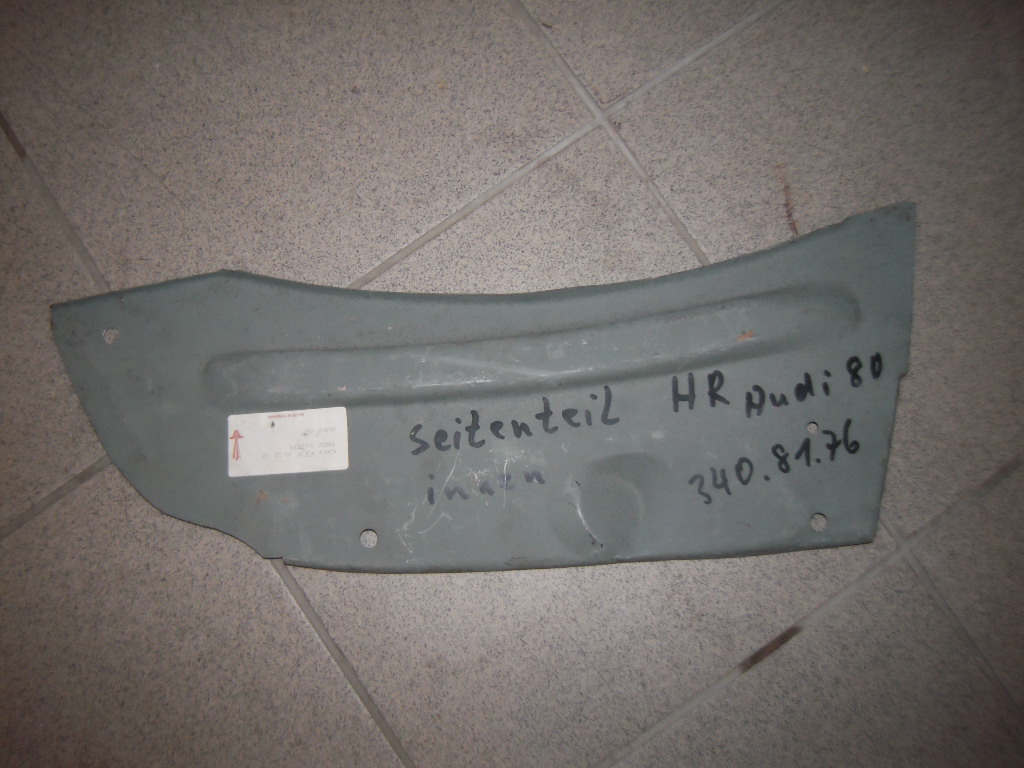 Seitenteil HR Audi 80
innen 340.81.76